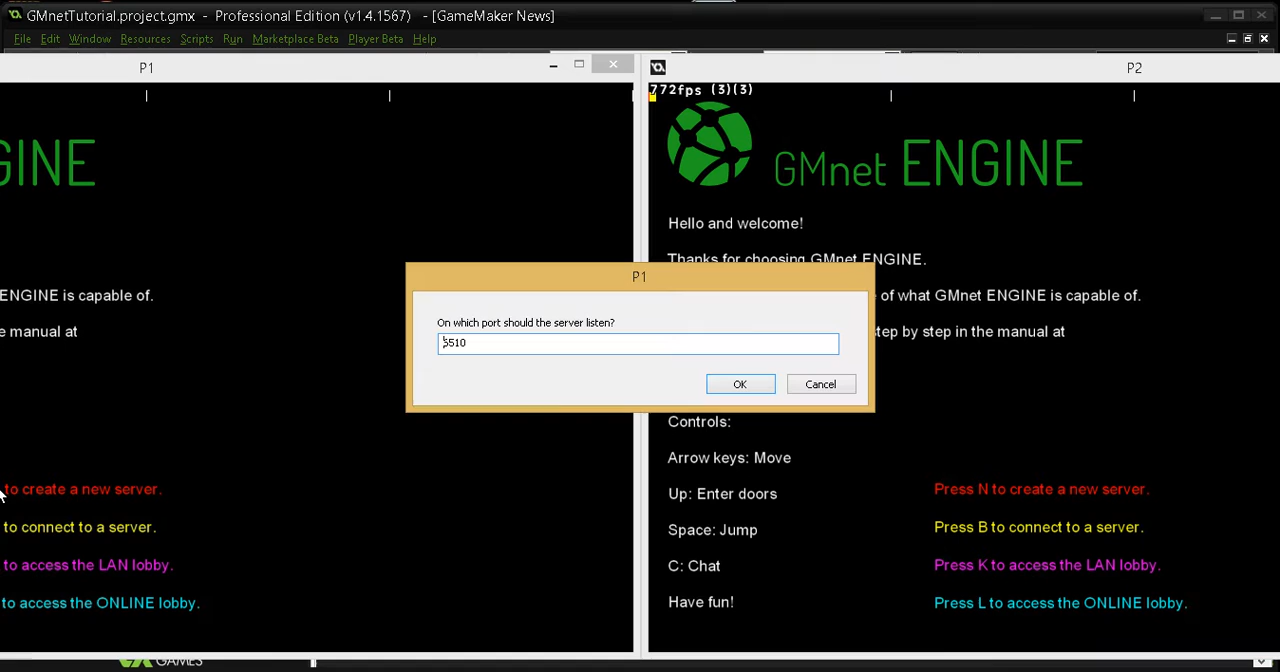 GMnetTutorial.project.gmx - Professional Edition (v1.4.1567) - [GameMaker News]
File Edit Window Resources Scripts Run Marketplace Beta Player Beta Help
P1
P2
772fps (3)(3)
GINE
GMnet ENGINE
Hello and welcome!
Thanks for choosing GMnet ENGINE.
ENGINE is capable of.
of what GMnet ENGINE is capable of.
e manual at
step by step in the manual at
P1
On which port should the server listen?
OK
Cancel
Controls:
Arrow keys: Move
Up: Enter doors
Space: Jump
C: Chat
Have fun!
to create a new server.
to connect to a server.
to access the LAN lobby.
to access the ONLINE lobby.
Press N to create a new server.
Press B to connect to a server.
Press K to access the LAN lobby.
Press L to access the ONLINE lobby.
GAMES